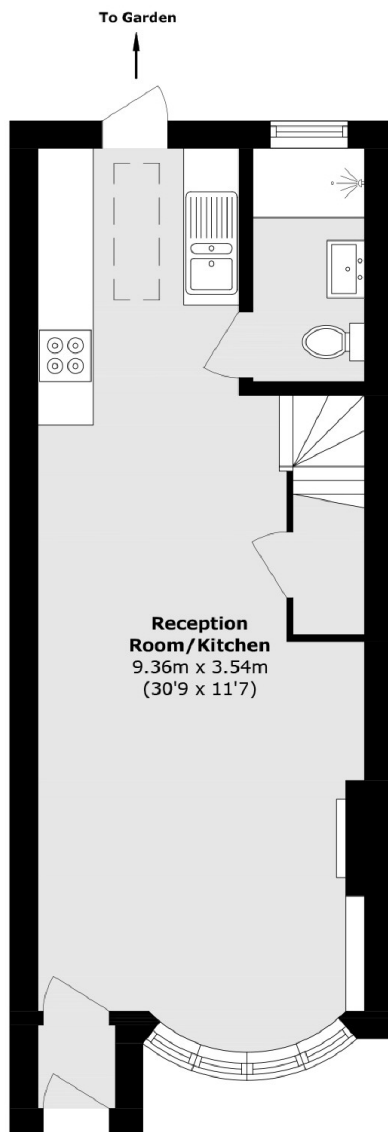 To Garden
Reception
Room/Kitchen
9.36m x 3.54m
(30'9 x 11'7)